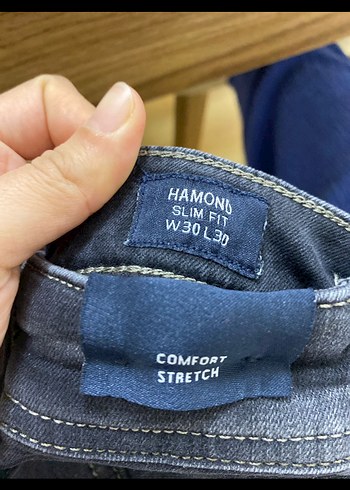 HAMOND
SLIM FIT
W30 L30
COMFORT
STRETCH